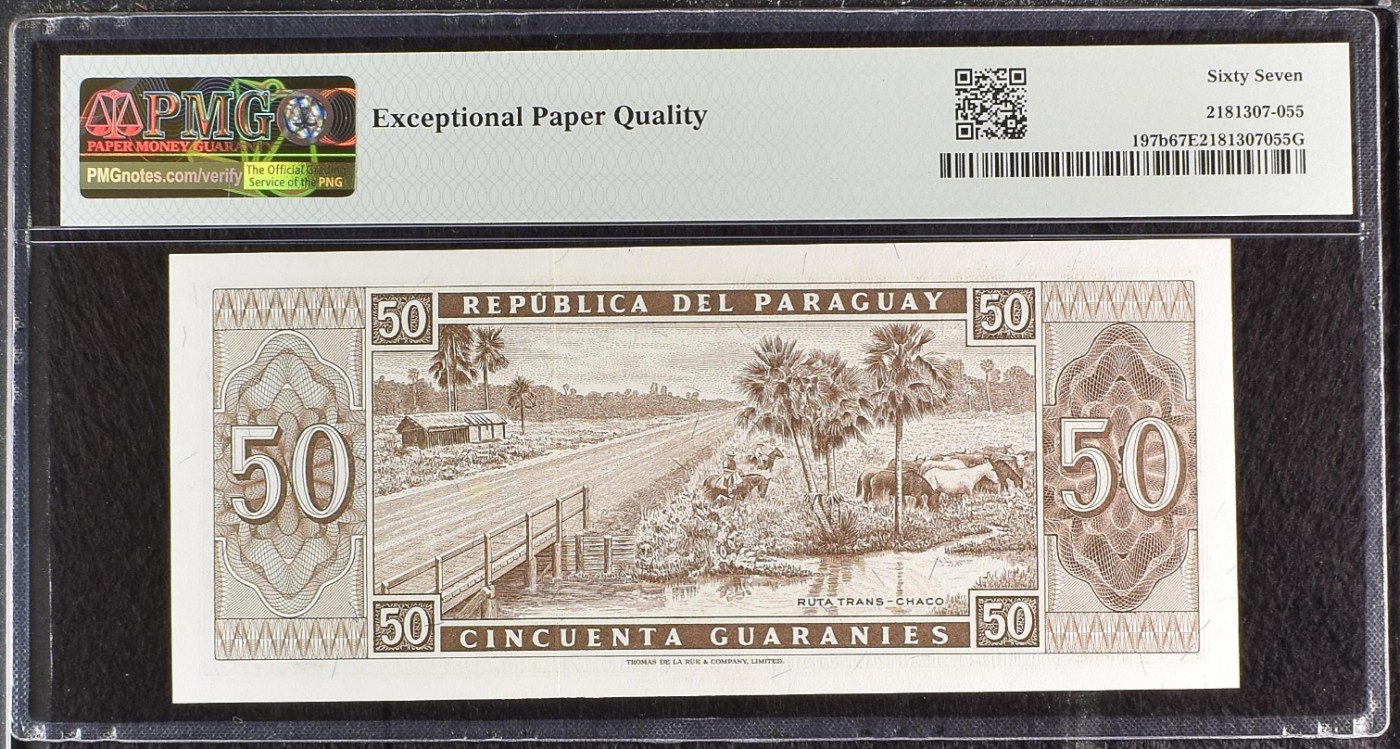 PMG
PAPER MONEY GUARANTY
PMGnotes.com/verify
The Official Grading
Service of the PNG
Exceptional Paper Quality
Sixty Seven
2181307-055
197b67E2181307055G
50 REPÚBLICA DEL PARAGUAY 50
50 50
RUTA TRANS-CHACO
50 CINCUENTA GUARANIES 50
THOMAS DE LA RUE & COMPANY, LIMITED.